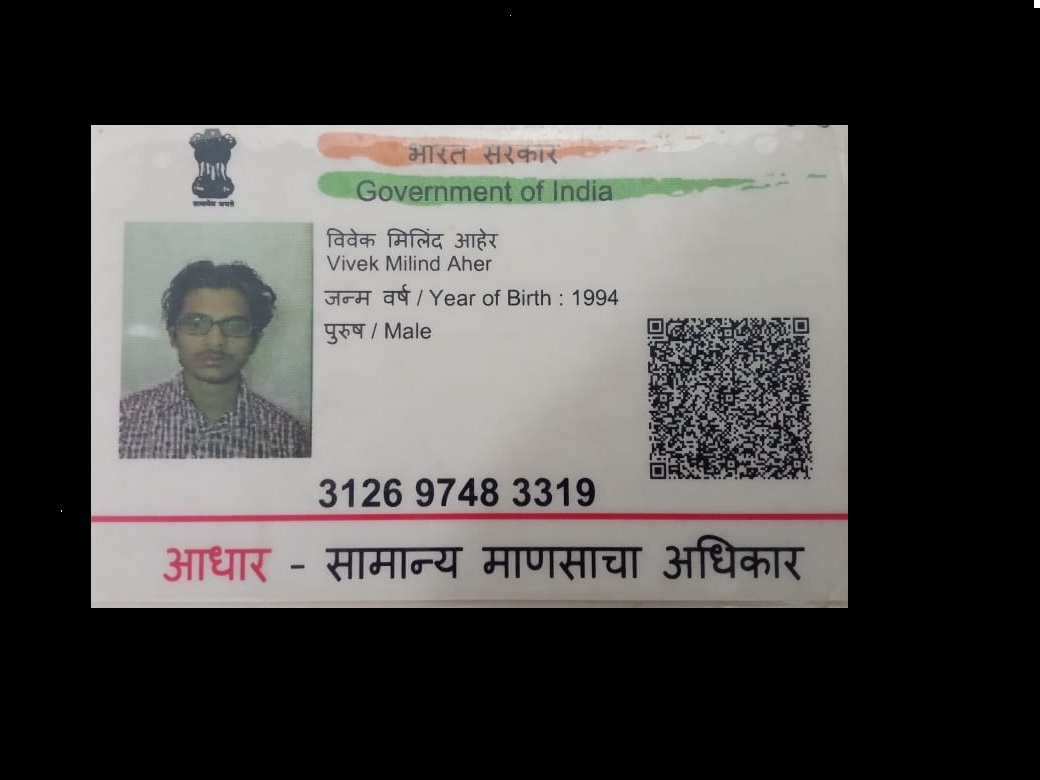 भारत सरकार
Government of India
सत्यमेव जयते
विवेक मिलिंद आहेर
Vivek Milind Aher
जन्म वर्ष / Year of Birth : 1994
पुरुष / Male
3126 9748 3319
आधार - सामान्य माणसाचा अधिकार